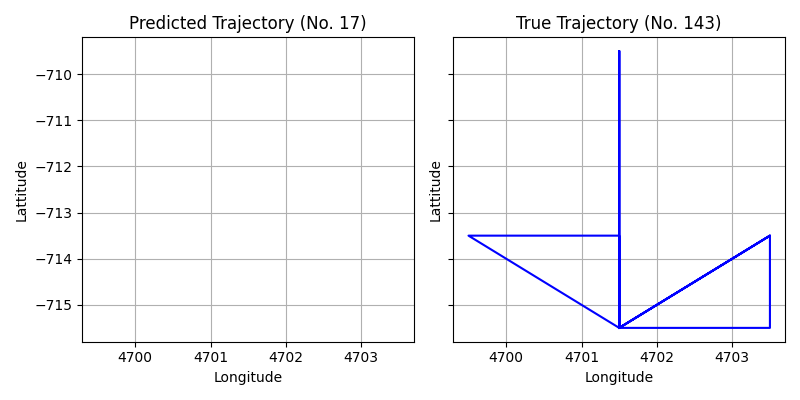 Predicted Trajectory (No. 17)
−710
−711
−712
−713
−714
−715
Lattitude
4700 4701 4702 4703
Longitude
True Trajectory (No. 143)
Lattitude
4700 4701 4702 4703
Longitude